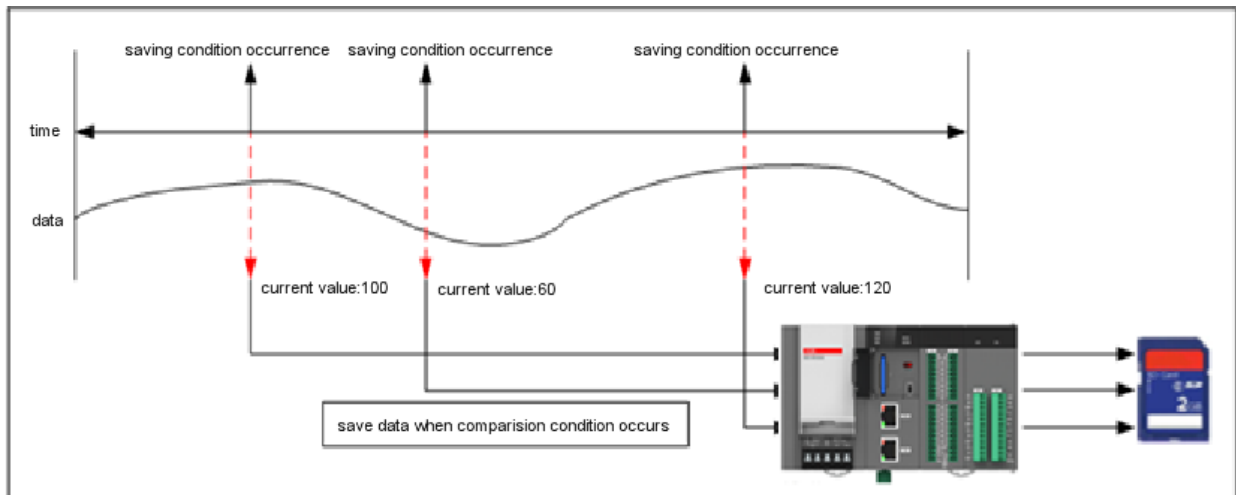 saving condition occurrence saving condition occurrence saving condition occurrence
time
data
current value:100 current value:60 current value:120
save data when comparision condition occurs